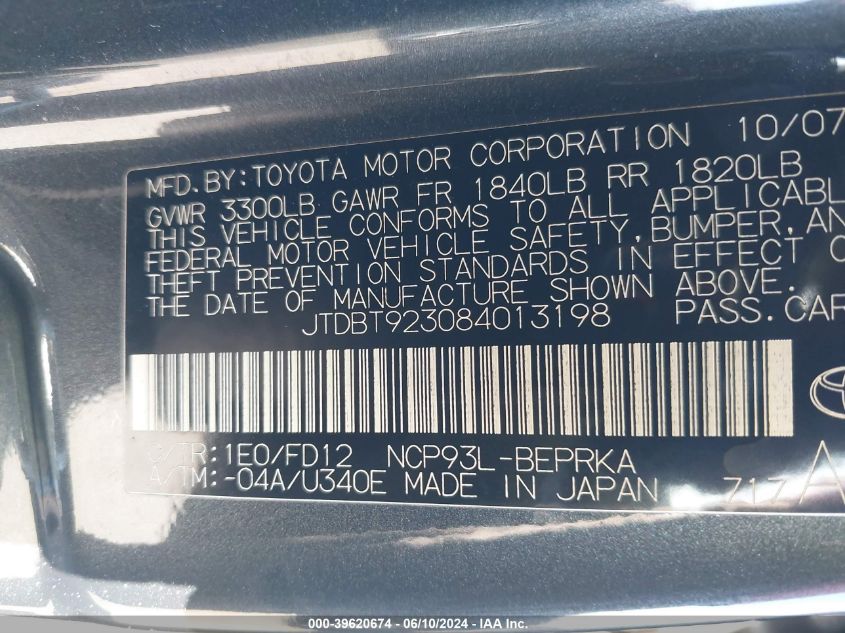 MFD.BY:TOYOTA MOTOR CORPORATION 10/07
GVWR 3300LB GAWR FR 1840LB RR 1820LB
THIS VEHICLE CONFORMS TO ALL APPLICABL
FEDERAL MOTOR VEHICLE SAFETY,BUMPER,AN
THEFT PREVENTION STANDARDS IN EFFECT O
THE DATE OF MANUFACTURE SHOWN ABOVE.
JTDBT923084013198 PASS.CAR
C/TR:1E0/FD12 NCP93L-BEPRKA
A/TM:-04A/U340E MADE IN JAPAN 717 A
000-39620674 - 06/10/2024 - IAA Inc.